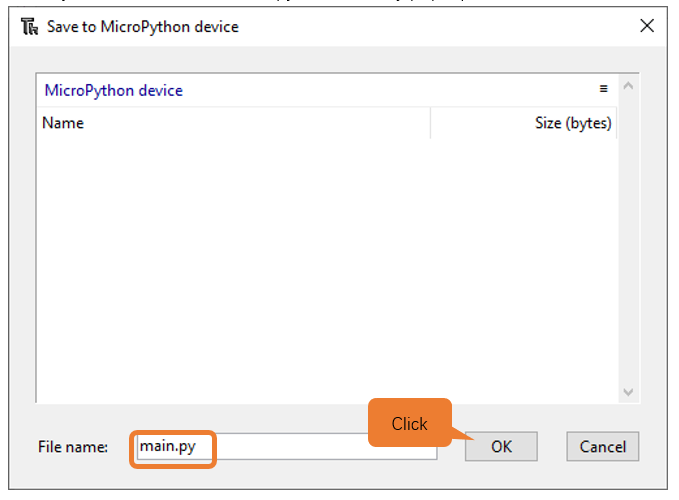 Save to MicroPython device
MicroPython device
Name Size (bytes)
Click
File name: main.py OK Cancel